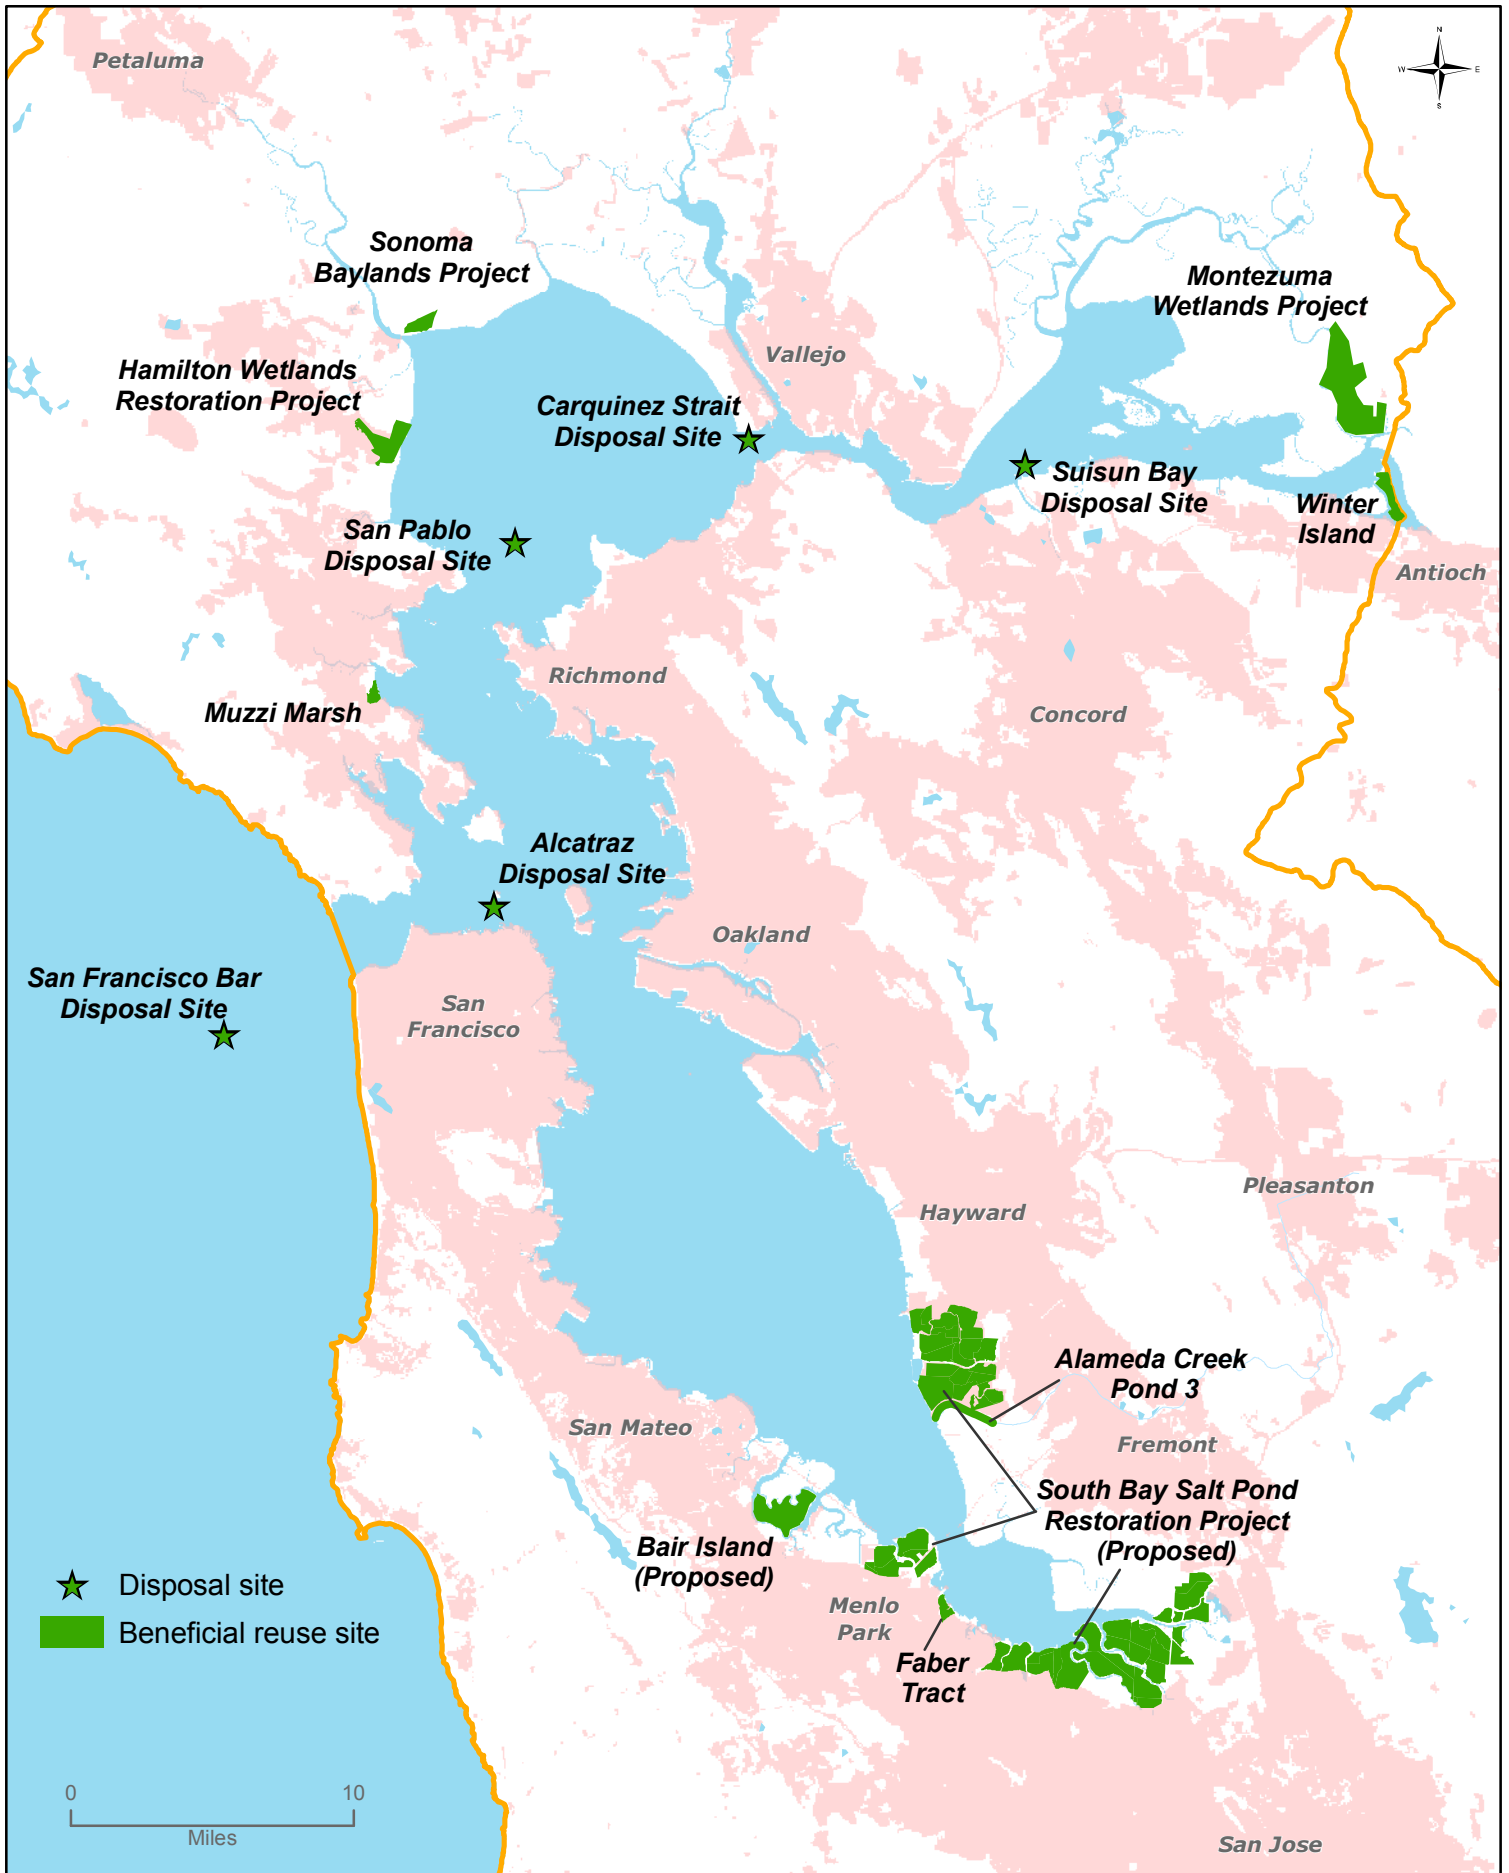 Petaluma
N
W
E
S
Sonoma
Baylands Project
Montezuma
Wetlands Project
Hamilton Wetlands
Restoration Project
Vallejo
Carquinez Strait
Disposal Site
Suisun Bay
Disposal Site
Winter
Island
San Pablo
Disposal Site
Antioch
Richmond
Muzzi Marsh
Concord
Alcatraz
Disposal Site
Oakland
San Francisco Bar
Disposal Site
San
Francisco
Pleasanton
Hayward
Alameda Creek
Pond 3
San Mateo
Fremont
South Bay Salt Pond
Restoration Project
(Proposed)
Bair Island
(Proposed)
Menlo
Park
Faber
Tract
Disposal site
Beneficial reuse site
0
10
Miles
San Jose